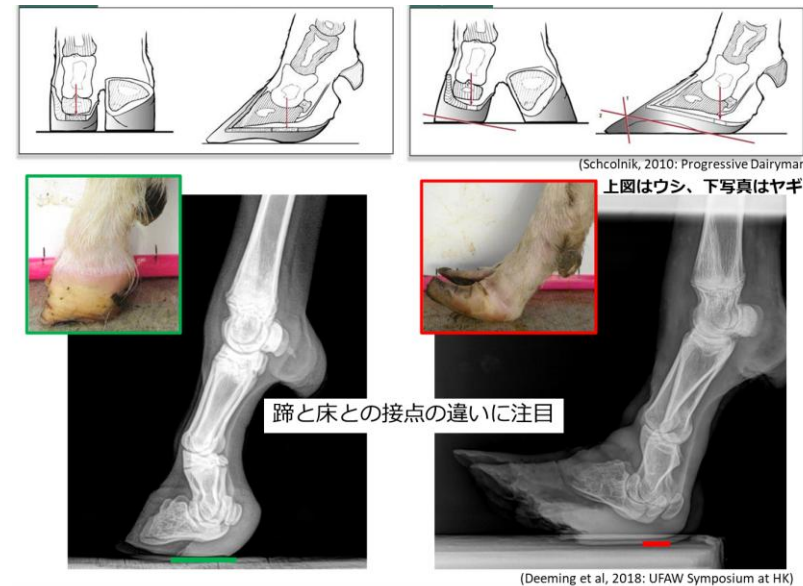 (Schcolnik, 2010: Progressive Dairyman
上図はウシ、下写真はヤギ
蹄と床との接点の違いに注目
(Deeming et al, 2018: UFAW Symposium at HK)